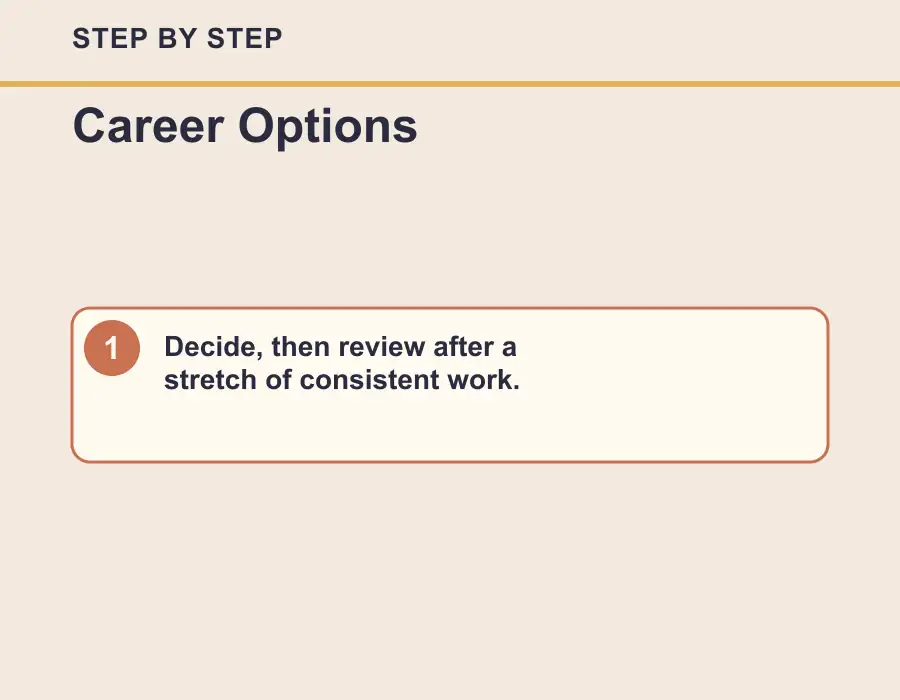 STEP BY STEP
Career Options
1
Decide, then review after a
stretch of consistent work.